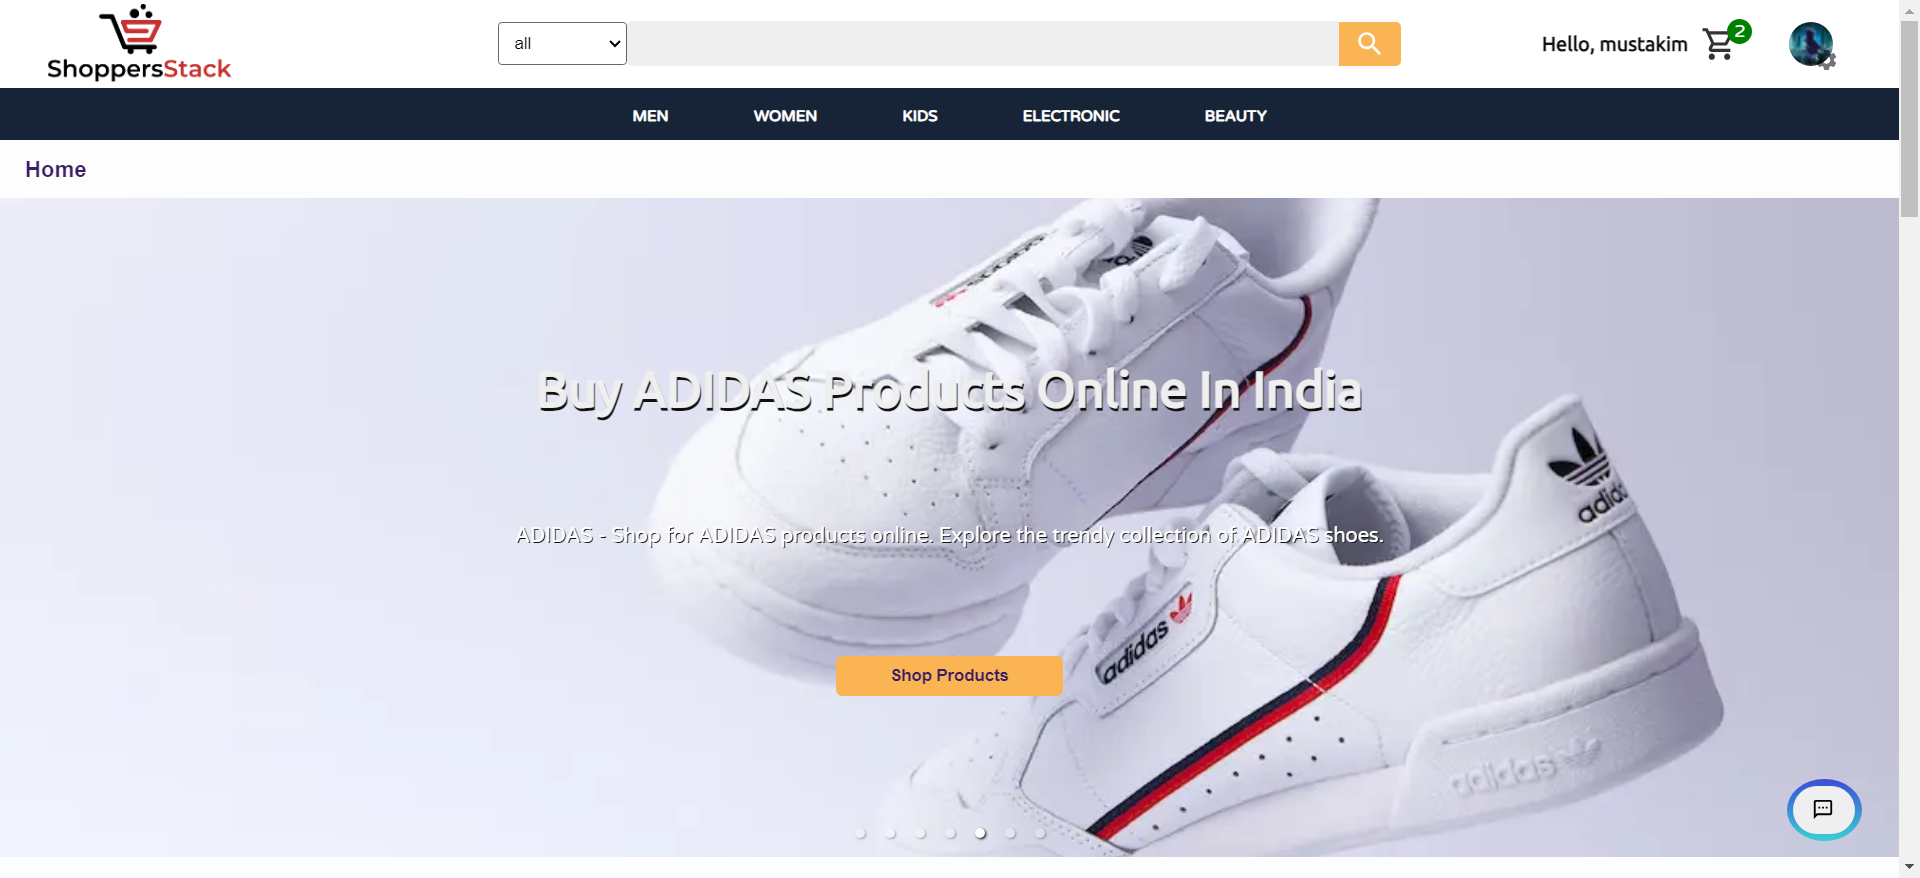 ShoppersStack
all
Hello, mustakim
2
MEN
WOMEN
KIDS
ELECTRONIC
BEAUTY
Home
Buy ADIDAS Products Online In India
ADIDAS - Shop for ADIDAS products online. Explore the trendy collection of ADIDAS shoes.
adidas
adidas
Shop Products
adidas